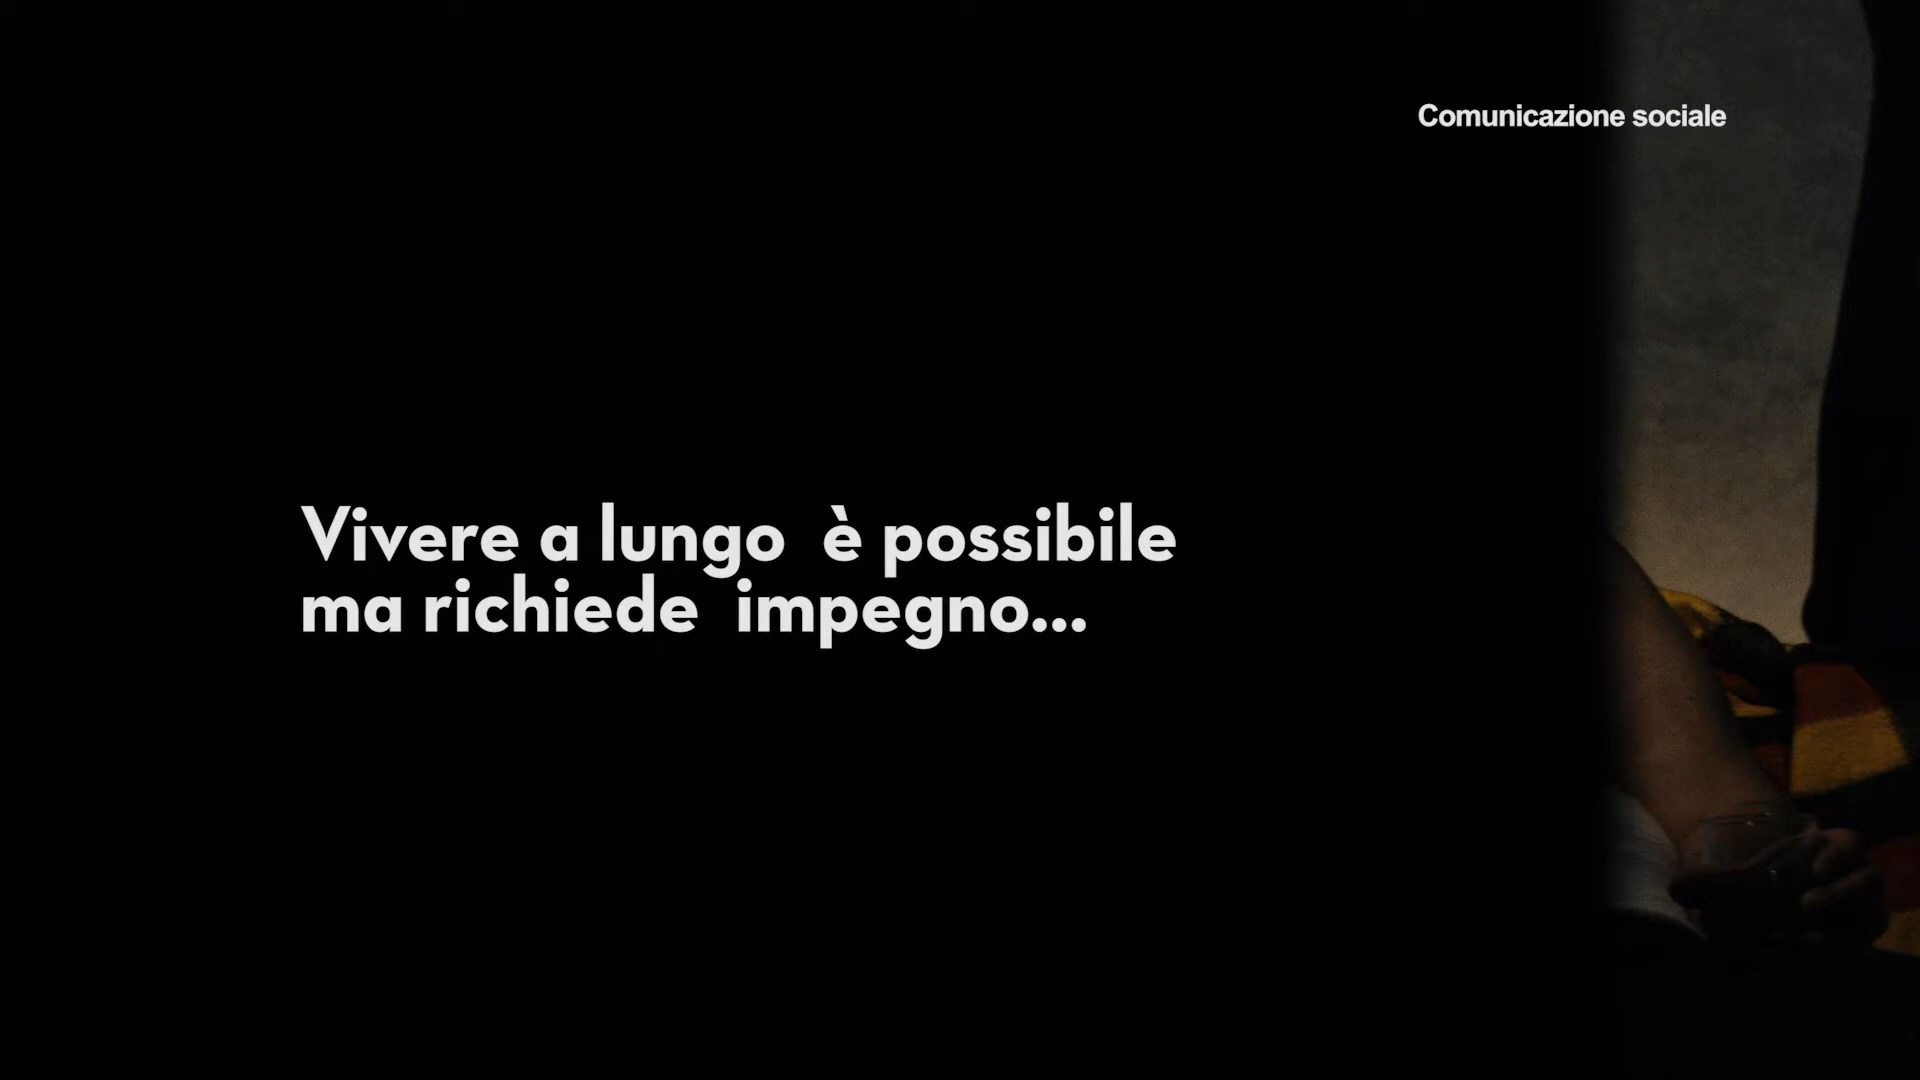 Comunicazione sociale
Vivere a lungo è possibile
ma richiede impegno...